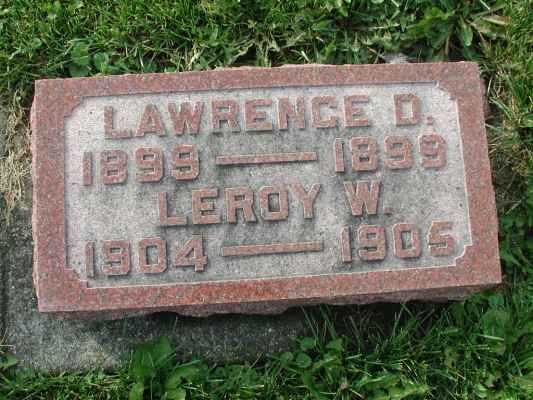 LAWRENCE D.
1899 — 1899
LEROY W.
1904 — 1905